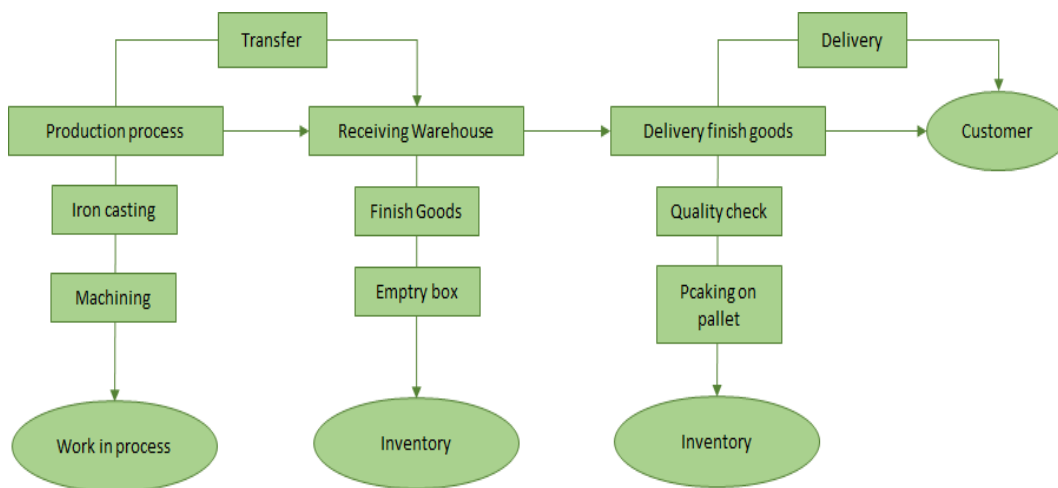 Transfer
Delivery
Production process
Receiving Warehouse
Delivery finish goods
Customer
Iron casting
Finish Goods
Quality check
Machining
Emptry box
Pcaking on
pallet
Work in process
Inventory
Inventory